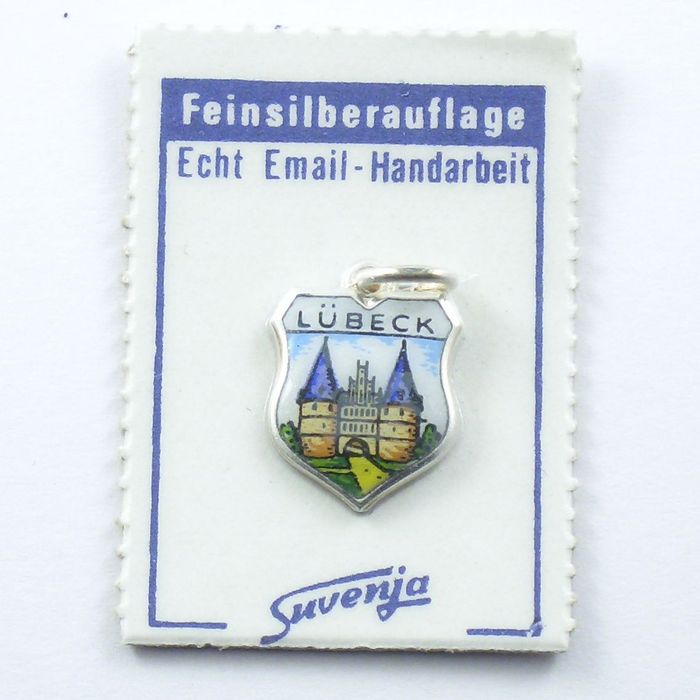 Feinsilberauflage
Echt Email-Handarbeit
LÜBECK
Suvenja